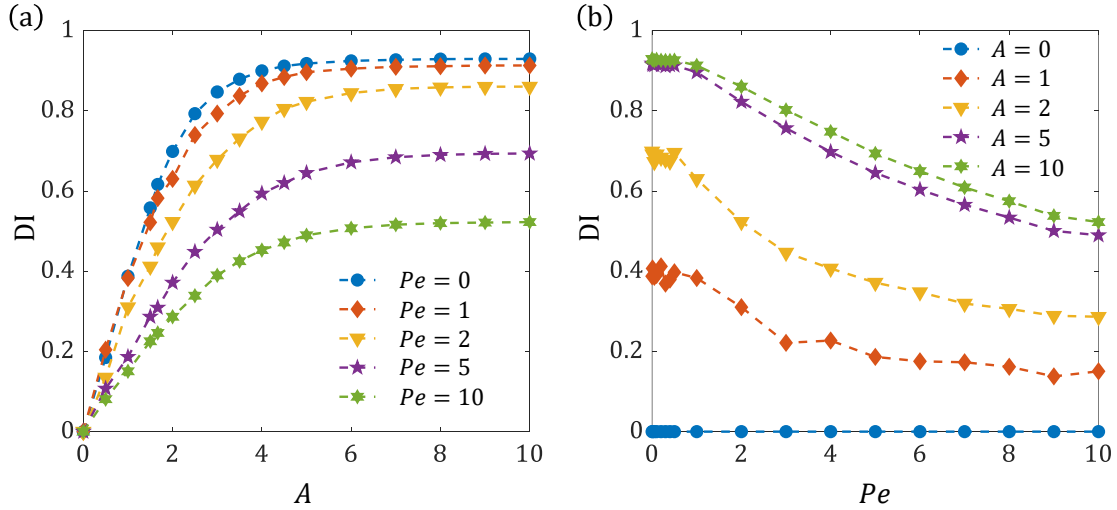 (a)
1
0.8
0.6
0.4
0.2
0
DI
0 2 4 6 8 10
A
Pe = 0
Pe = 1
Pe = 2
Pe = 5
Pe = 10
(b)
1
0.8
0.6
0.4
0.2
0
DI
0 2 4 6 8 10
Pe
A = 0
A = 1
A = 2
A = 5
A = 10